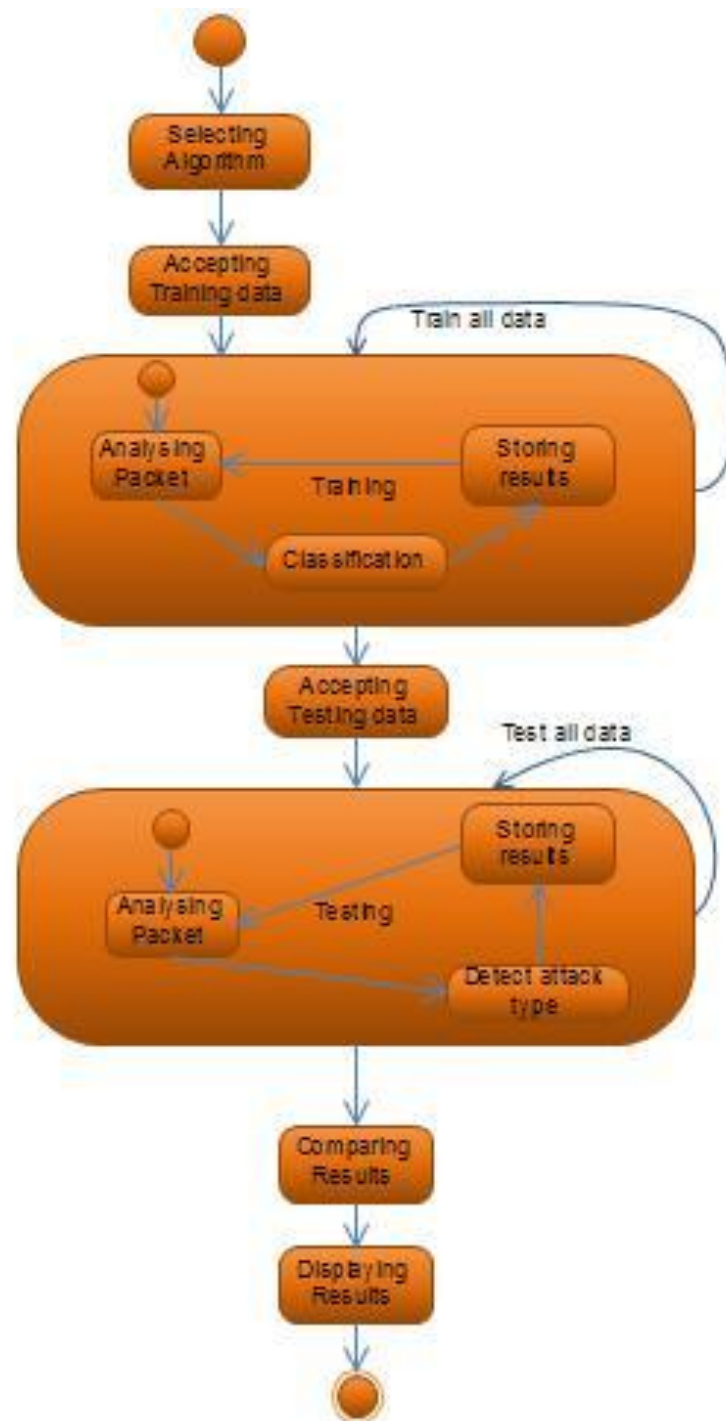 Selecting
Algorithm
Accepting
Training data
Train all data
Analysing
Packet
Storing
results
Training
Classification
Accepting
Testing data
Test all data
Storing
results
Analysing
Packet
Testing
Detect attack
type
Comparing
Results
Displaying
Results